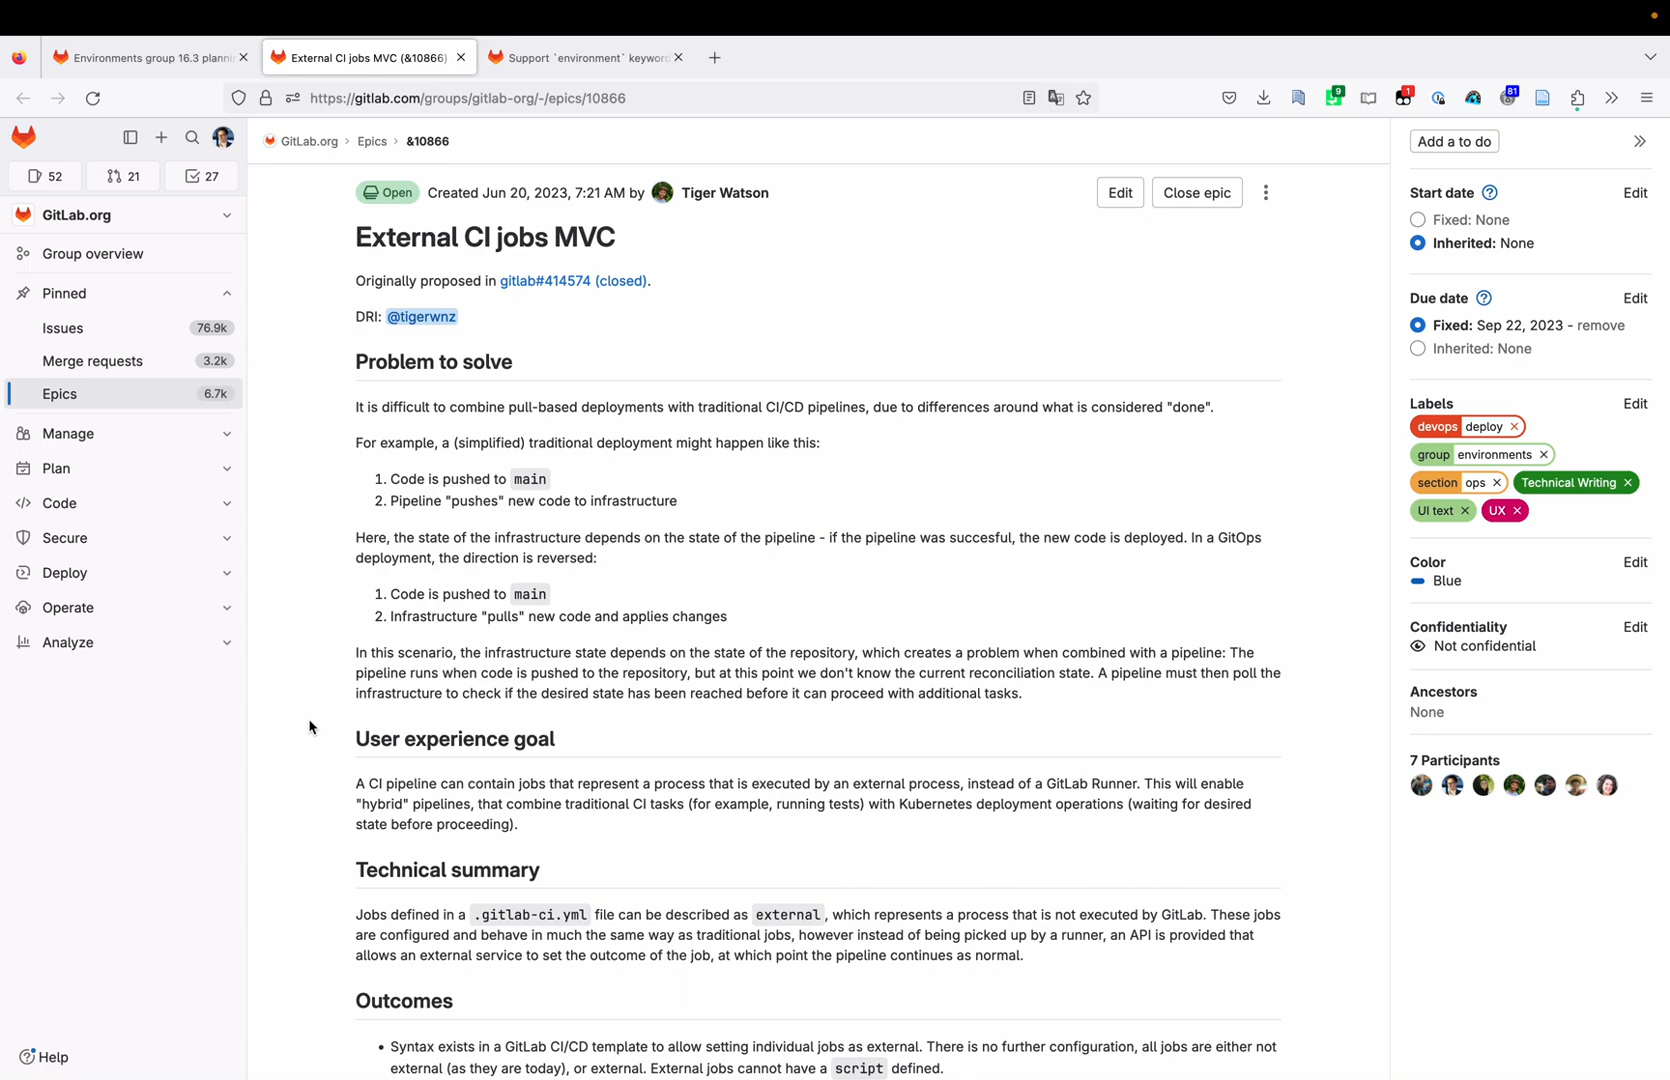 Environments group 16.3 planni
External CI jobs MVC (&10866)
Support `environment` keyword
https://gitlab.com/groups/gitlab-org/-/epics/10866
9
1
81
52
21
27
GitLab.org
Group overview
Pinned
Issues 76.9k
Merge requests 3.2k
Epics 6.7k
Manage
Plan
Code
Secure
Deploy
Operate
Analyze
Help
GitLab.org › Epics › &10866
Open Created Jun 20, 2023, 7:21 AM by Tiger Watson
Edit
Close epic
External CI jobs MVC
Originally proposed in gitlab#414574 (closed).
DRI: @tigerwnz
Problem to solve
It is difficult to combine pull-based deployments with traditional CI/CD pipelines, due to differences around what is considered "done".
For example, a (simplified) traditional deployment might happen like this:
1. Code is pushed to main
2. Pipeline "pushes" new code to infrastructure
Here, the state of the infrastructure depends on the state of the pipeline - if the pipeline was succesful, the new code is deployed. In a GitOps
deployment, the direction is reversed:
1. Code is pushed to main
2. Infrastructure "pulls" new code and applies changes
In this scenario, the infrastructure state depends on the state of the repository, which creates a problem when combined with a pipeline: The
pipeline runs when code is pushed to the repository, but at this point we don't know the current reconciliation state. A pipeline must then poll the
infrastructure to check if the desired state has been reached before it can proceed with additional tasks.
User experience goal
A CI pipeline can contain jobs that represent a process that is executed by an external process, instead of a GitLab Runner. This will enable
"hybrid" pipelines, that combine traditional CI tasks (for example, running tests) with Kubernetes deployment operations (waiting for desired
state before proceeding).
Technical summary
Jobs defined in a .gitlab-ci.yml file can be described as external, which represents a process that is not executed by GitLab. These jobs
are configured and behave in much the same way as traditional jobs, however instead of being picked up by a runner, an API is provided that
allows an external service to set the outcome of the job, at which point the pipeline continues as normal.
Outcomes
• Syntax exists in a GitLab CI/CD template to allow setting individual jobs as external. There is no further configuration, all jobs are either not
external (as they are today), or external. External jobs cannot have a script defined.
Add a to do
Start date Edit
Fixed: None
Inherited: None
Due date Edit
Fixed: Sep 22, 2023 - remove
Inherited: None
Labels Edit
devops deploy
group environments
section ops Technical Writing
UI text UX
Color Edit
Blue
Confidentiality Edit
Not confidential
Ancestors
None
7 Participants